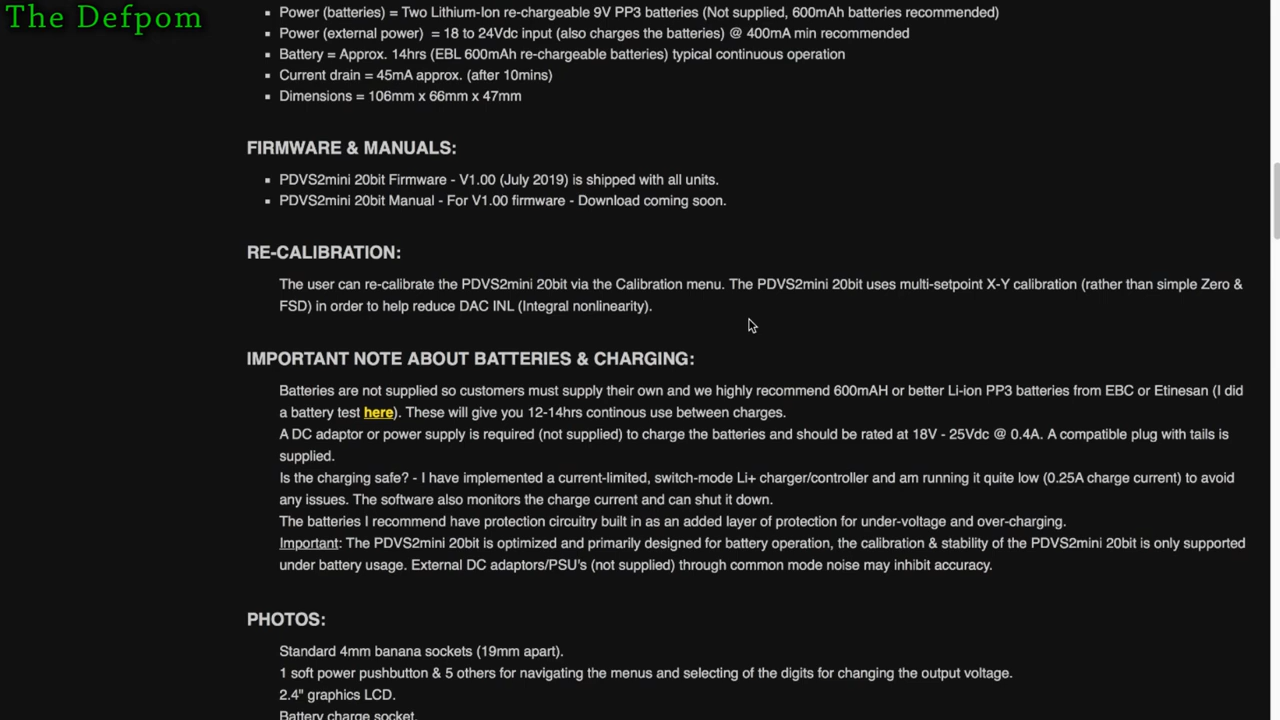 The Defpom
Power (batteries) = Two Lithium-Ion re-chargeable 9V PP3 batteries (Not supplied, 600mAh batteries recommended)
Power (external power)  = 18 to 24Vdc input (also charges the batteries) @ 400mA min recommended
Battery = Approx. 14hrs (EBL 600mAh re-chargeable batteries) typical continuous operation
Current drain = 45mA approx. (after 10mins)
Dimensions = 106mm x 66mm x 47mm
FIRMWARE & MANUALS:
PDVS2mini 20bit Firmware - V1.00 (July 2019) is shipped with all units.
PDVS2mini 20bit Manual - For V1.00 firmware - Download coming soon.
RE-CALIBRATION:
The user can re-calibrate the PDVS2mini 20bit via the Calibration menu. The PDVS2mini 20bit uses multi-setpoint X-Y calibration (rather than simple Zero &
FSD) in order to help reduce DAC INL (Integral nonlinearity).
IMPORTANT NOTE ABOUT BATTERIES & CHARGING:
Batteries are not supplied so customers must supply their own and we highly recommend 600mAH or better Li-ion PP3 batteries from EBC or Etinesan (I did
a battery test here). These will give you 12-14hrs continous use between charges.
A DC adaptor or power supply is required (not supplied) to charge the batteries and should be rated at 18V - 25Vdc @ 0.4A. A compatible plug with tails is
supplied.
Is the charging safe? - I have implemented a current-limited, switch-mode Li+ charger/controller and am running it quite low (0.25A charge current) to avoid
any issues. The software also monitors the charge current and can shut it down.
The batteries I recommend have protection circuitry built in as an added layer of protection for under-voltage and over-charging.
Important: The PDVS2mini 20bit is optimized and primarily designed for battery operation, the calibration & stability of the PDVS2mini 20bit is only supported
under battery usage. External DC adaptors/PSU's (not supplied) through common mode noise may inhibit accuracy.
PHOTOS:
Standard 4mm banana sockets (19mm apart).
1 soft power pushbutton & 5 others for navigating the menus and selecting of the digits for changing the output voltage.
2.4" graphics LCD.
Battery charge socket.